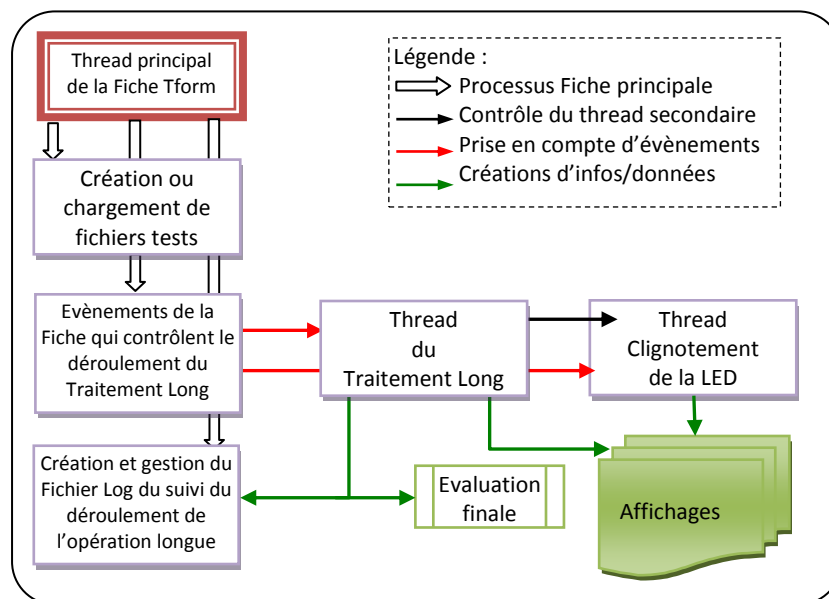 Thread principal
de la Fiche Tform
Légende :
Processus Fiche principale
Contrôle du thread secondaire
Prise en compte d’évènements
Créations d’infos/données
Création ou
chargement de
fichiers tests
Evènements de la
Fiche qui contrôlent le
déroulement du
Traitement Long
Thread
du
Traitement Long
Thread
Clignotement
de la LED
Création et gestion du
Fichier Log du suivi du
déroulement de
l’opération longue
Evaluation
finale
Affichages